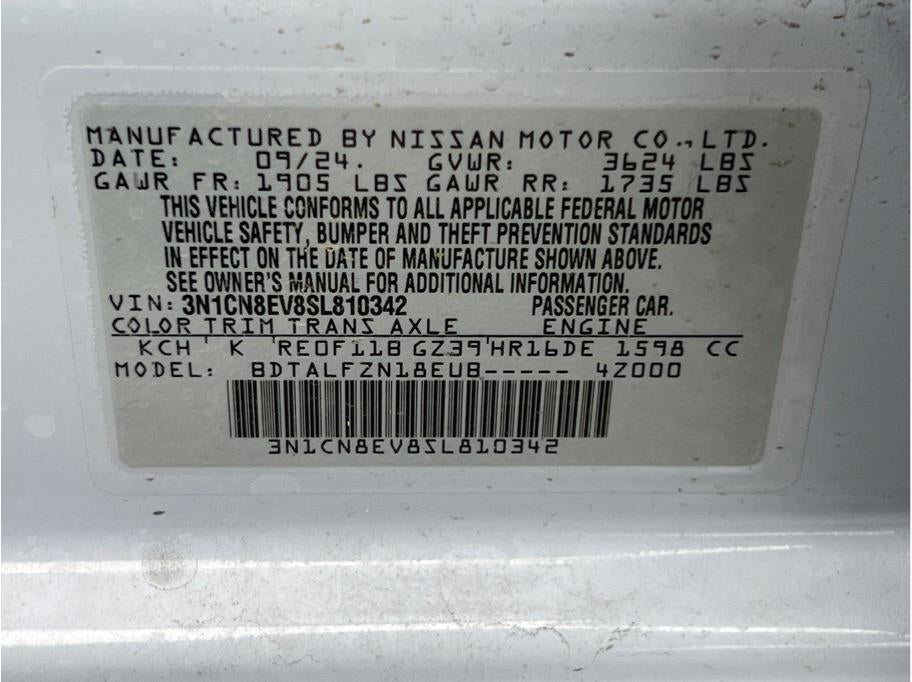 MANUFACTURED BY NISSAN MOTOR CO., LTD.
DATE: 09/24. GVWR: 3624 LBS
GAWR FR: 1905 LBS GAWR RR: 1735 LBS
THIS VEHICLE CONFORMS TO ALL APPLICABLE FEDERAL MOTOR
VEHICLE SAFETY, BUMPER AND THEFT PREVENTION STANDARDS
IN EFFECT ON THE DATE OF MANUFACTURE SHOWN ABOVE.
SEE OWNER'S MANUAL FOR ADDITIONAL INFORMATION.
VIN: 3N1CN8EV8SL810342 PASSENGER CAR.
COLOR TRIM TRANS AXLE ENGINE
KCH K RE0F11B GZ39 HR16DE 1598 CC
MODEL: BDTALFZN18EUB----- 4Z000
3N1CN8EV8SL810342